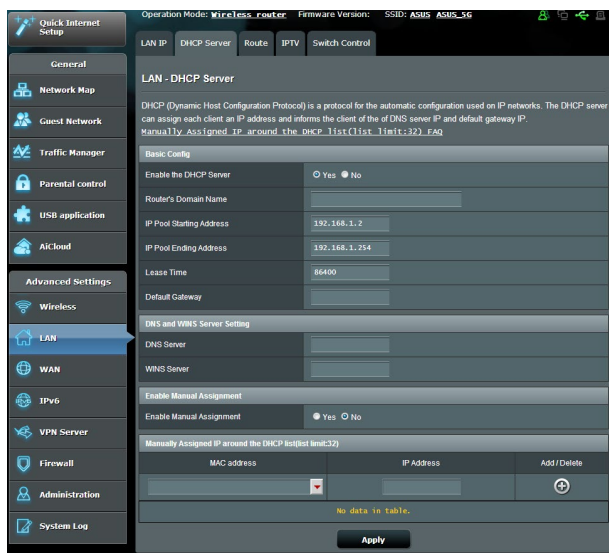 Quick Internet
Setup
Operation Mode: Wireless router Firmware Version: SSID: ASUS ASUS_5G
LAN IP DHCP Server Route IPTV Switch Control
General
Network Map
Guest Network
Traffic Manager
Parental control
USB application
AiCloud
Advanced Settings
Wireless
LAN
WAN
IPv6
VPN Server
Firewall
Administration
System Log
LAN - DHCP Server
DHCP (Dynamic Host Configuration Protocol) is a protocol for the automatic configuration used on IP networks. The DHCP server
can assign each client an IP address and informs the client of the of DNS server IP and default gateway
IP.
Manually Assigned IP around the DHCP list(list limit:32) FAQ
Basic Config
Enable the DHCP Server Yes No
Router's Domain Name
IP Pool Starting Address 192.168.1.2
IP Pool Ending Address 192.168.1.254
Lease Time 86400
Default Gateway
DNS and WINS Server Setting
DNS Server
WINS Server
Enable Manual Assignment
Enable Manual Assignment Yes No
Manually Assigned IP around the DHCP list(list limit:32)
MAC address IP Address Add / Delete
No data in table.
Apply